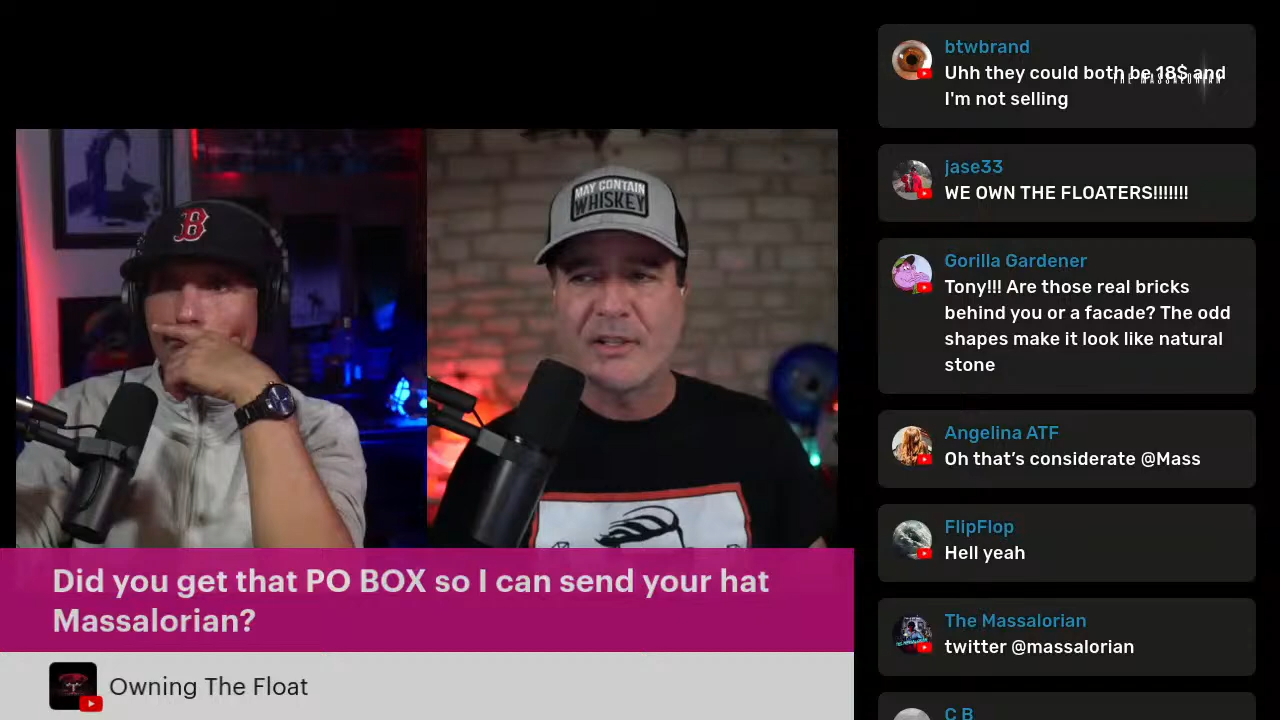 B
MAY CONTAIN
WHISKEY
Did you get that PO BOX so I can send your hat
Massalorian?
Owning The Float
btwbrand
Uhh they could both be 18$ and
I'm not selling
THE MASSALORIAN
jase33
WE OWN THE FLOATERS!!!!!!!
Gorilla Gardener
Tony!!! Are those real bricks
behind you or a facade? The odd
shapes make it look like natural
stone
Angelina ATF
Oh that’s considerate @Mass
FlipFlop
Hell yeah
The Massalorian
twitter @massalorian
C B